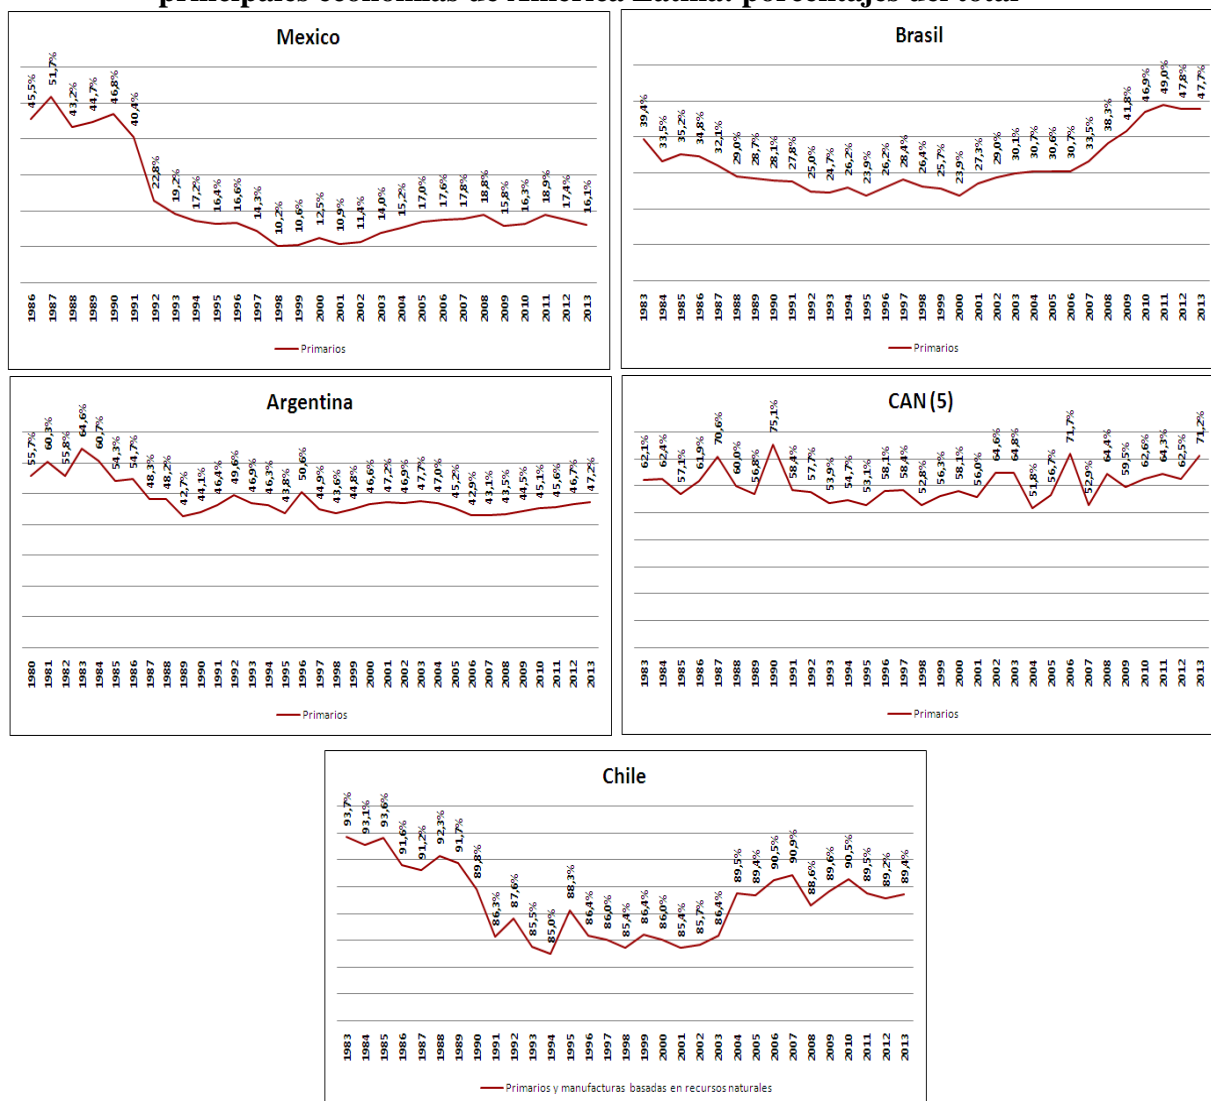 principales economías de América Latina: porcentajes del total
Mexico
45,5% 51,7% 43,2% 44,7% 46,8% 40,4% 22,8% 19,2% 17,2% 16,4% 16,6% 14,3% 10,2% 10,6% 12,5% 10,9% 11,4% 14,0% 15,2% 17,0% 17,6% 17,8% 18,8% 15,8% 16,3% 18,9% 17,4% 16,1%
1986 1987 1988 1989 1990 1991 1992 1993 1994 1995 1996 1997 1998 1999 2000 2001 2002 2003 2004 2005 2006 2007 2008 2009 2010 2011 2012 2013
Primarios
Brasil
39,4% 33,5% 35,2% 34,8% 32,1% 29,0% 28,7% 28,1% 27,8% 25,0% 24,7% 26,2% 23,9% 26,2% 28,4% 26,4% 25,7% 23,9% 27,3% 29,0% 30,1% 30,7% 30,6% 30,7% 33,5% 38,3% 41,8% 46,9% 49,0% 47,8% 47,7%
1983 1984 1985 1986 1987 1988 1989 1990 1991 1992 1993 1994 1995 1996 1997 1998 1999 2000 2001 2002 2003 2004 2005 2006 2007 2008 2009 2010 2011 2012 2013
Primarios
Argentina
55,7% 60,3% 55,8% 64,6% 60,7% 54,3% 54,7% 48,3% 48,2% 42,7% 44,1% 46,4% 49,6% 46,9% 46,3% 43,8% 50,6% 44,9% 43,6% 44,8% 46,6% 47,2% 46,9% 47,7% 47,0% 45,2% 42,9% 43,1% 43,5% 44,5% 45,1% 45,6% 46,7% 47,2%
1980 1981 1982 1983 1984 1985 1986 1987 1988 1989 1990 1991 1992 1993 1994 1995 1996 1997 1998 1999 2000 2001 2002 2003 2004 2005 2006 2007 2008 2009 2010 2011 2012 2013
Primarios
CAN (5)
62,1% 62,4% 57,1% 61,9% 70,6% 60,0% 56,8% 75,1% 58,4% 57,7% 53,9% 54,7% 53,1% 58,1% 58,4% 52,8% 56,3% 58,1% 56,0% 64,6% 64,8% 51,8% 56,7% 71,7% 52,9% 64,4% 59,5% 62,6% 64,3% 62,5% 71,2%
1983 1984 1985 1986 1987 1988 1989 1990 1991 1992 1993 1994 1995 1996 1997 1998 1999 2000 2001 2002 2003 2004 2005 2006 2007 2008 2009 2010 2011 2012 2013
Primarios
Chile
93,7% 93,1% 93,6% 91,6% 91,2% 92,3% 91,7% 89,8% 86,3% 87,6% 85,5% 85,0% 88,3% 86,4% 86,0% 85,4% 86,4% 86,0% 85,4% 85,7% 86,4% 89,5% 89,4% 90,5% 90,9% 88,6% 89,6% 90,5% 89,5% 89,2% 89,4%
1983 1984 1985 1986 1987 1988 1989 1990 1991 1992 1993 1994 1995 1996 1997 1998 1999 2000 2001 2002 2003 2004 2005 2006 2007 2008 2009 2010 2011 2012 2013
Primarios y manufacturas basadas en recursos naturales